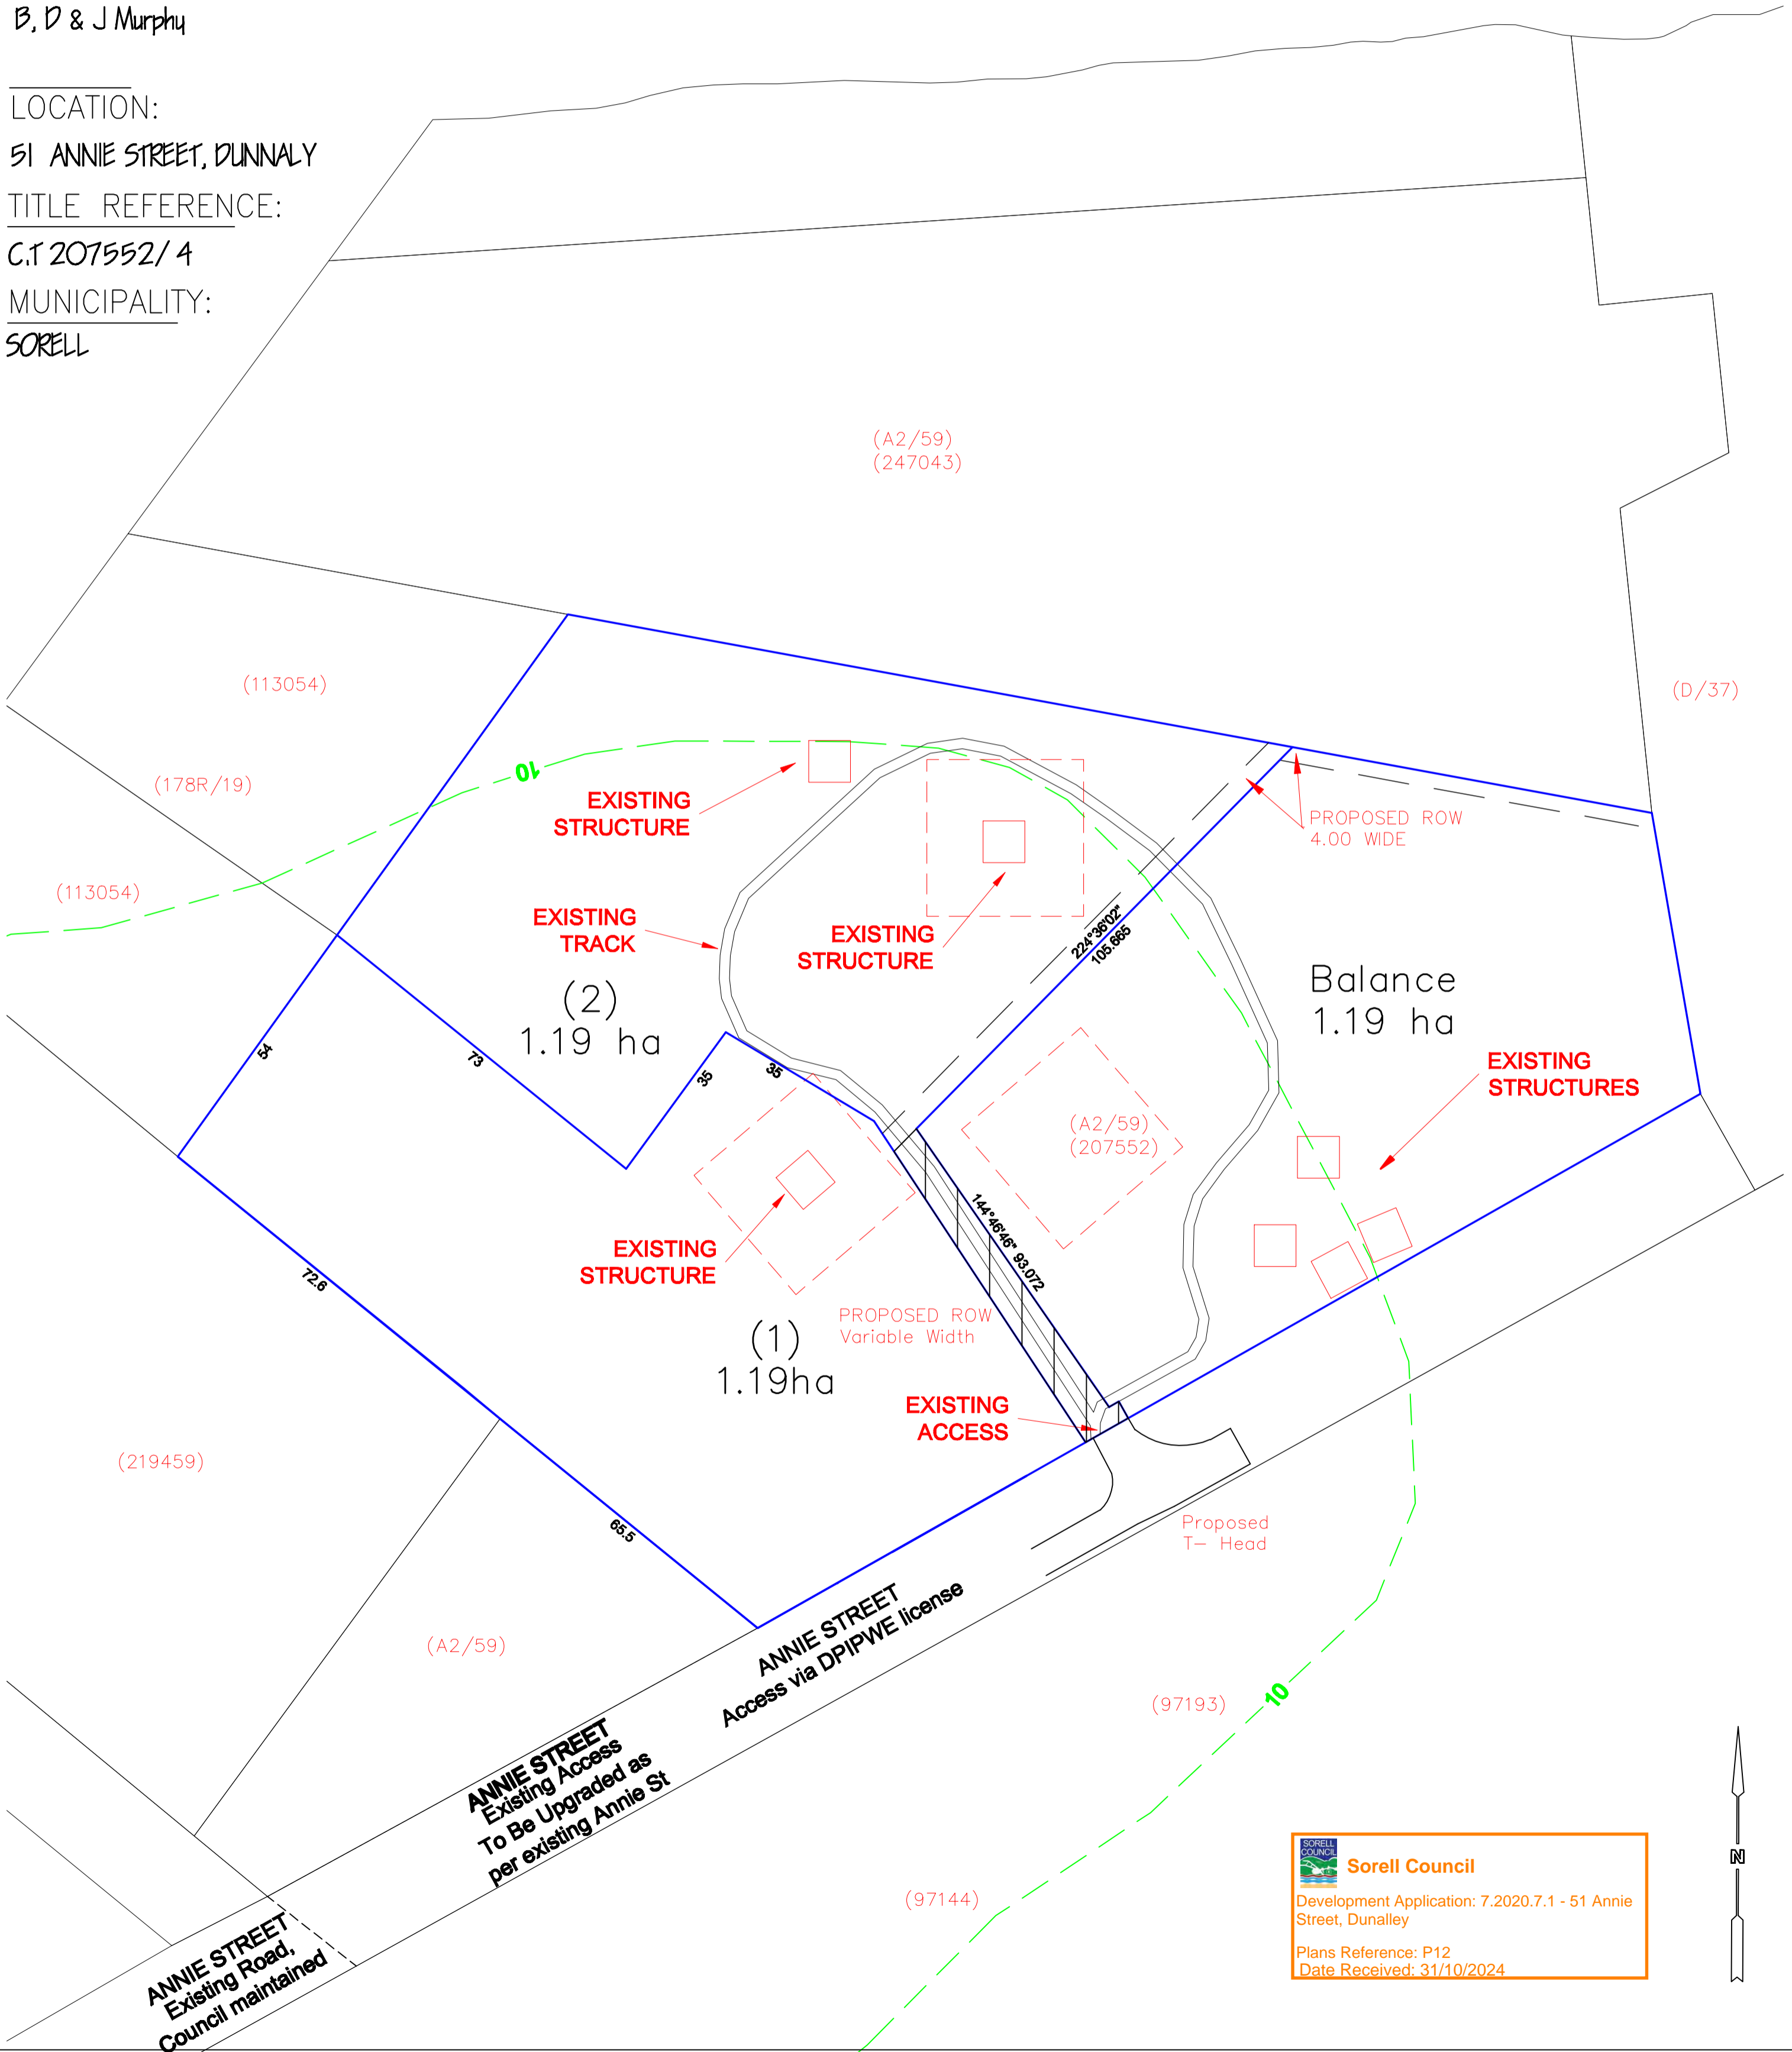 B, D & J Murphy
LOCATION:
51 ANNIE STREET, DUNNALY
TITLE REFERENCE:
C.T 207552/4
MUNICIPALITY:
SORELL
(A2/59)
(247043)
(113054)
(D/37)
(178R/19)
10
EXISTING
STRUCTURE
PROPOSED ROW
4.00 WIDE
(113054)
EXISTING
TRACK
EXISTING
STRUCTURE
224°36'02"
105.665
(2)
1.19 ha
Balance
1.19 ha
54
73
35
35
EXISTING
STRUCTURES
(A2/59)
(207552)
144°46'46" 93.072
EXISTING
STRUCTURE
72.6
PROPOSED ROW
Variable Width
(1)
1.19ha
EXISTING
ACCESS
(219459)
65.5
Proposed
T- Head
(A2/59)
ANNIE STREET
Access via DPIPWE license
(97193)
10
ANNIE STREET
Existing Access
To Be Upgraded as
per existing Annie St
(97144)
ANNIE STREET
Existing Road,
Council maintained
N
SORELL
COUNCIL
Sorell Council
Development Application: 7.2020.7.1 - 51 Annie
Street, Dunalley
Plans Reference: P12
Date Received: 31/10/2024